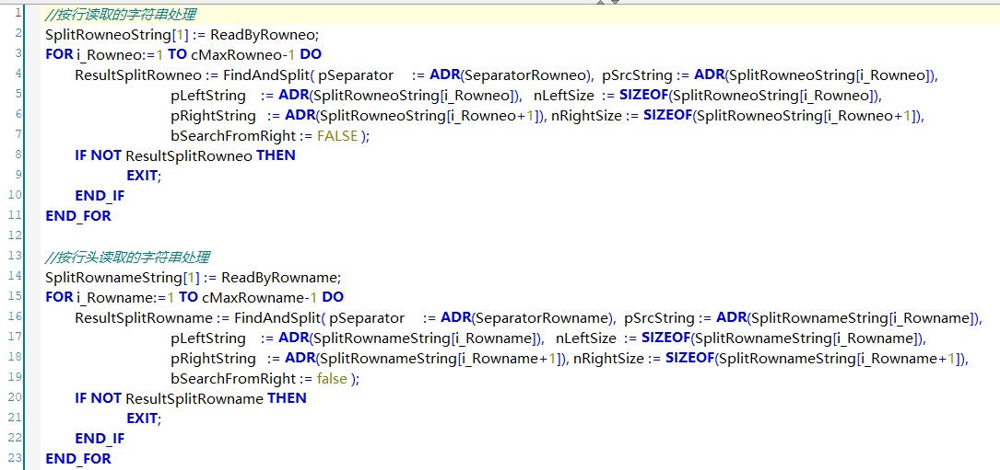 1 //按行读取的字符串处理
2 SplitRowneoString[1] := ReadByRowneo;
3 FOR i_Rowneo:=1 TO cMaxRowneo-1 DO
4 ResultSplitRowneo := FindAndSplit( pSeparator := ADR(SeparatorRowneo), pSrcString := ADR(SplitRowneoString[i_Rowneo]),
5 pLeftString := ADR(SplitRowneoString[i_Rowneo]), nLeftSize := SIZEOF(SplitRowneoString[i_Rowneo]),
6 pRightString := ADR(SplitRowneoString[i_Rowneo+1]), nRightSize := SIZEOF(SplitRowneoString[i_Rowneo+1]),
7 bSearchFromRight := FALSE );
8 IF NOT ResultSplitRowneo THEN
9 EXIT;
10 END_IF
11 END_FOR
12
13 //按行头读取的字符串处理
14 SplitRownameString[1] := ReadByRowname;
15 FOR i_Rowname:=1 TO cMaxRowname-1 DO
16 ResultSplitRowname := FindAndSplit( pSeparator := ADR(SeparatorRowname), pSrcString := ADR(SplitRownameString[i_Rowname]),
17 pLeftString := ADR(SplitRownameString[i_Rowname]), nLeftSize := SIZEOF(SplitRownameString[i_Rowname]),
18 pRightString := ADR(SplitRownameString[i_Rowname+1]), nRightSize := SIZEOF(SplitRownameString[i_Rowname+1]),
19 bSearchFromRight := false );
20 IF NOT ResultSplitRowname THEN
21 EXIT;
22 END_IF
23 END_FOR